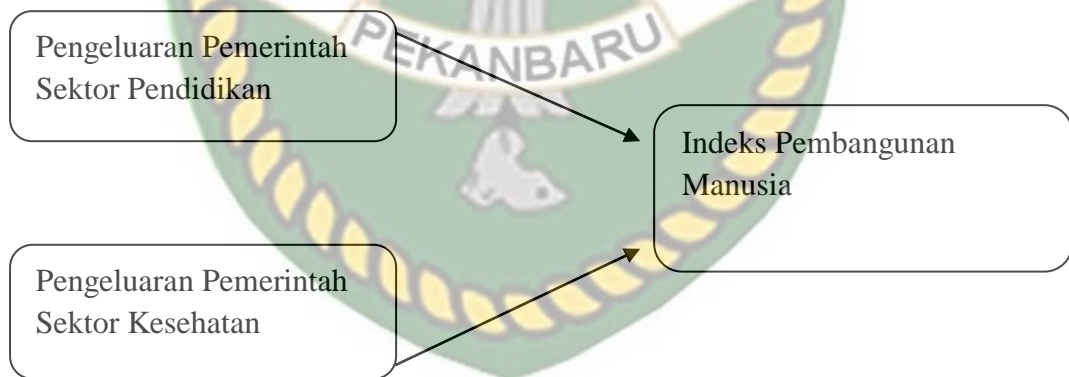 Pengeluaran Pemerintah
Sektor Pendidikan
PEKANBARU
Indeks Pembangunan
Manusia
Pengeluaran Pemerintah
Sektor Kesehatan